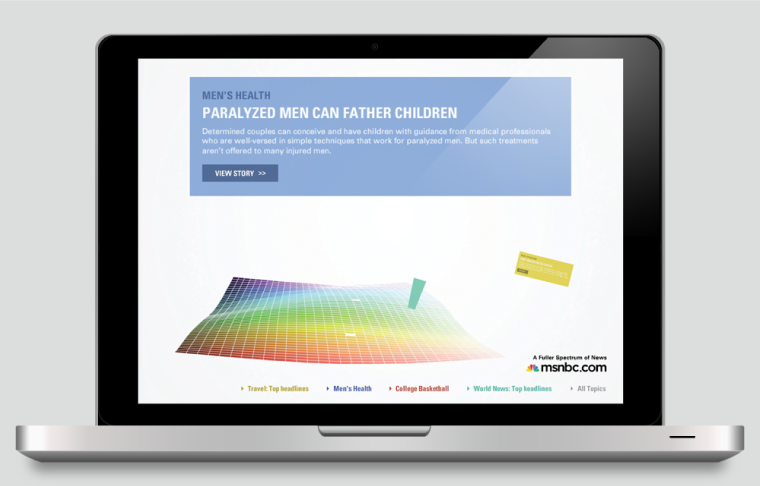 MEN'S HEALTH
PARALYZED MEN CAN FATHER CHILDREN
Determined couples can conceive and have children with guidance from medical professionals
who are well-versed in simple techniques that work for paralyzed men. But such treatments
aren't offered to many injured men.
VIEW STORY >>
A Fuller Spectrum of News
msnbc.com
Travel: Top headlines
Men's Health
College Basketball
World News: Top headlines
All Topics